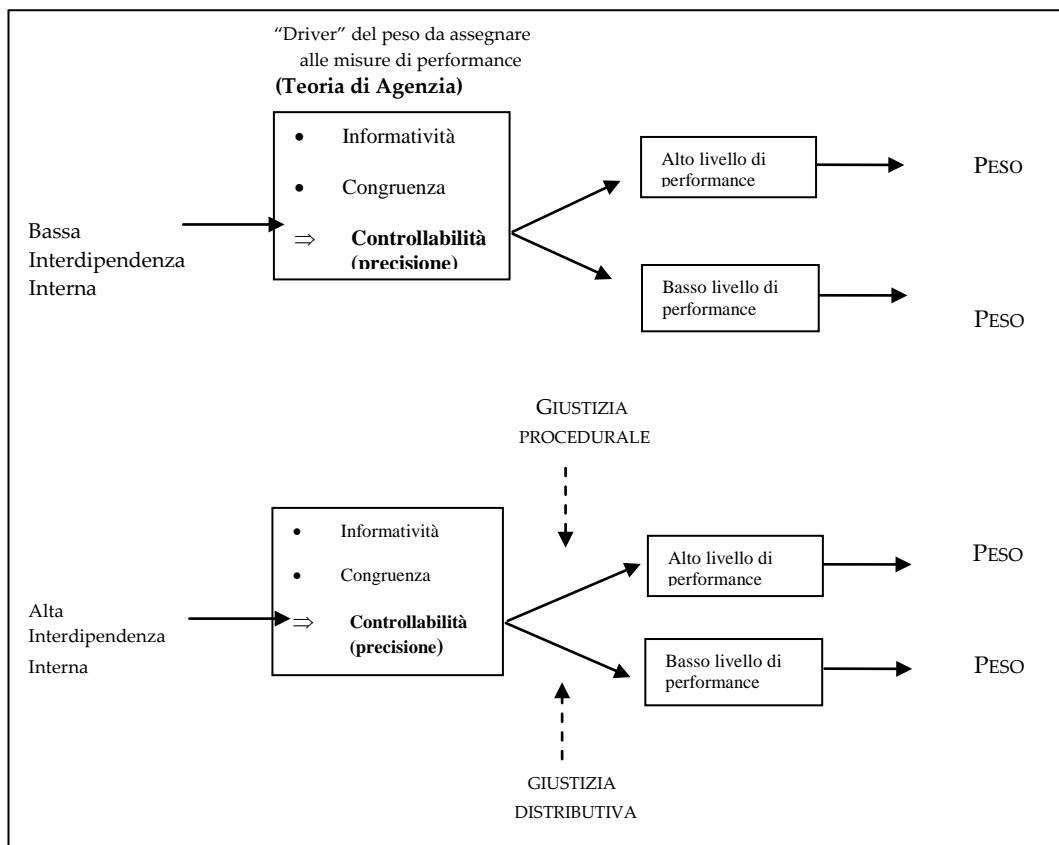 “Driver” del peso da assegnare
alle misure di performance
(Teoria di Agenzia)
• Informatività
• Congruenza
⇒ Controllabilità
(precisione)
Bassa
Interdipendenza
Interna
Alto livello di
performance
PESO
Basso livello di
performance
PESO
GIUSTIZIA
PROCEDURALE
• Informatività
• Congruenza
⇒ Controllabilità
(precisione)
Alta
Interdipendenza
Interna
Alto livello di
performance
PESO
Basso livello di
performance
PESO
GIUSTIZIA
DISTRIBUTIVA